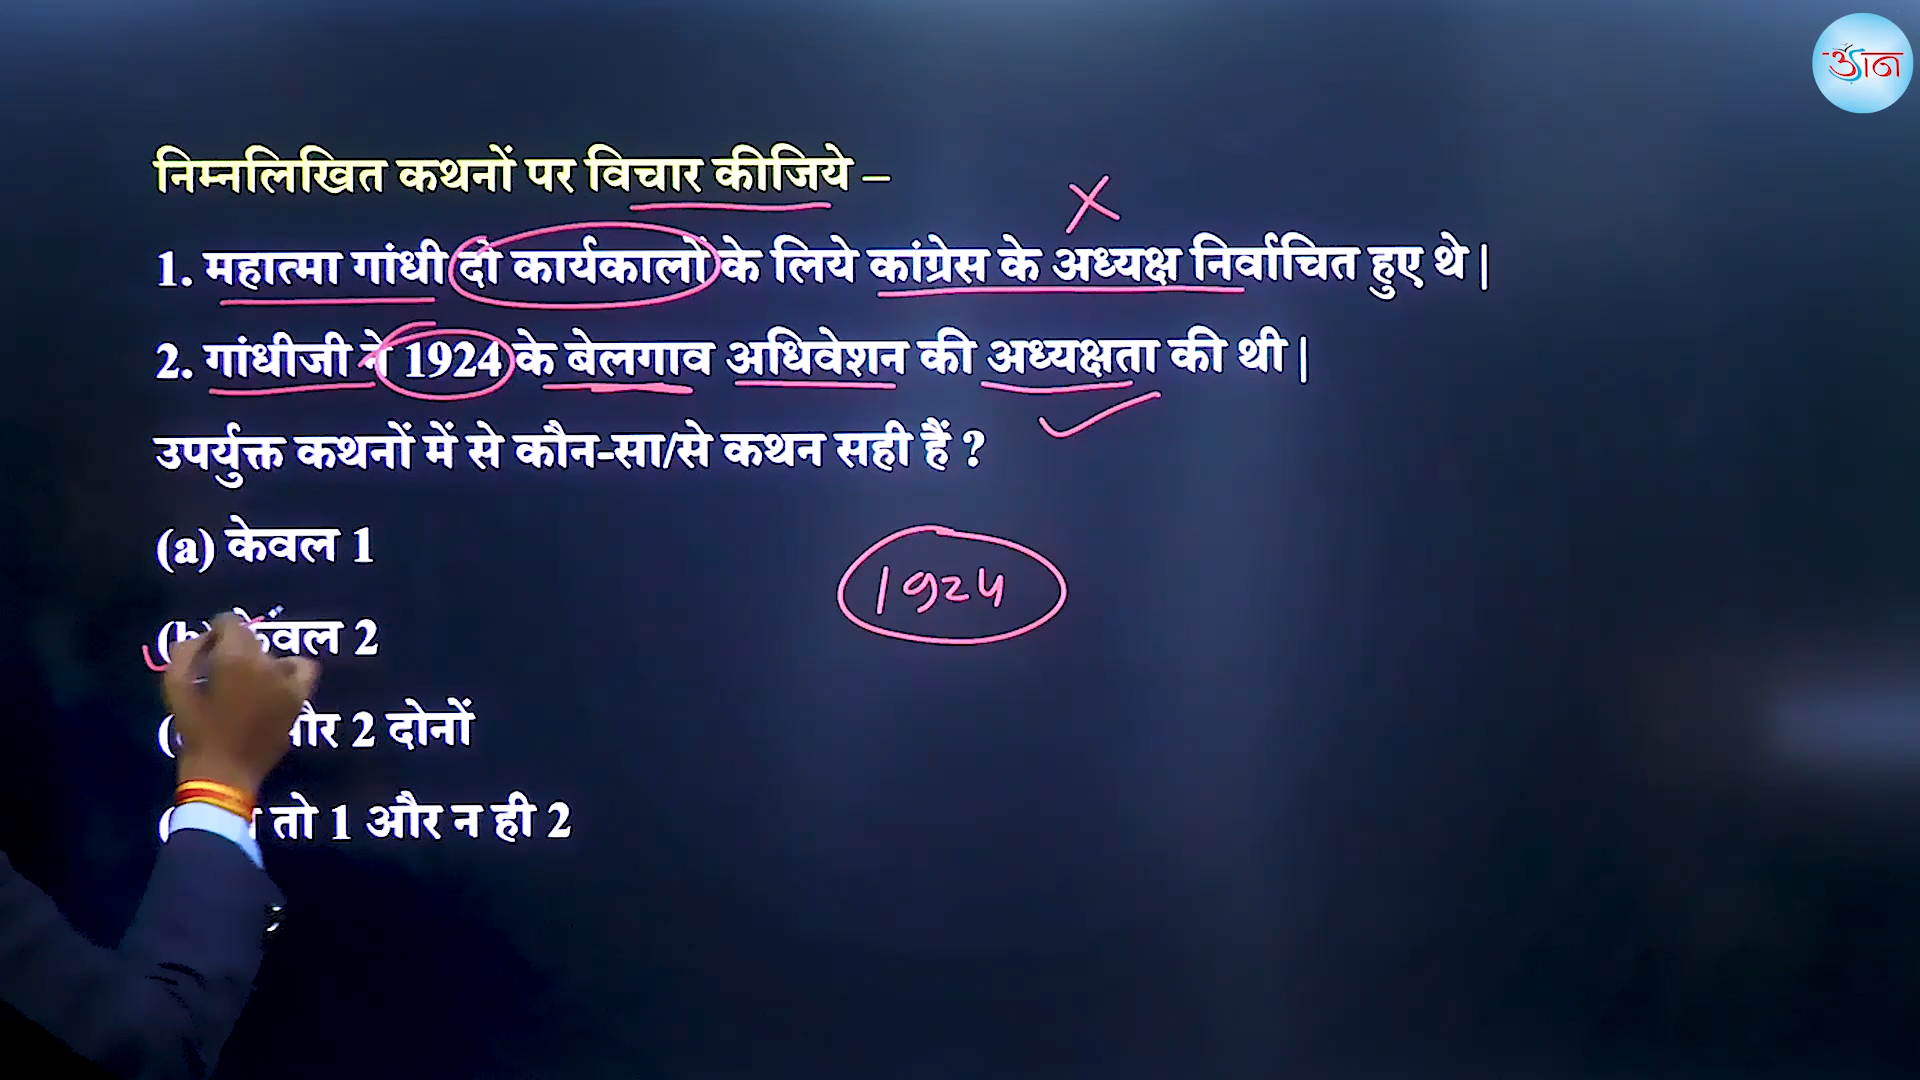 उड़ान
निम्नलिखित कथनों पर विचार कीजिये –
1. महात्मा गांधी दो कार्यकालों के लिये कांग्रेस के अध्यक्ष निर्वाचित हुए थे |
2. गांधीजी ने 1924 के बेलगाव अधिवेशन की अध्यक्षता की थी |
उपर्युक्त कथनों में से कौन-सा/से कथन सही हैं ?
(a) केवल 1
1924
(b) केवल 2
और 2 दोनों
तो 1 और न ही 2